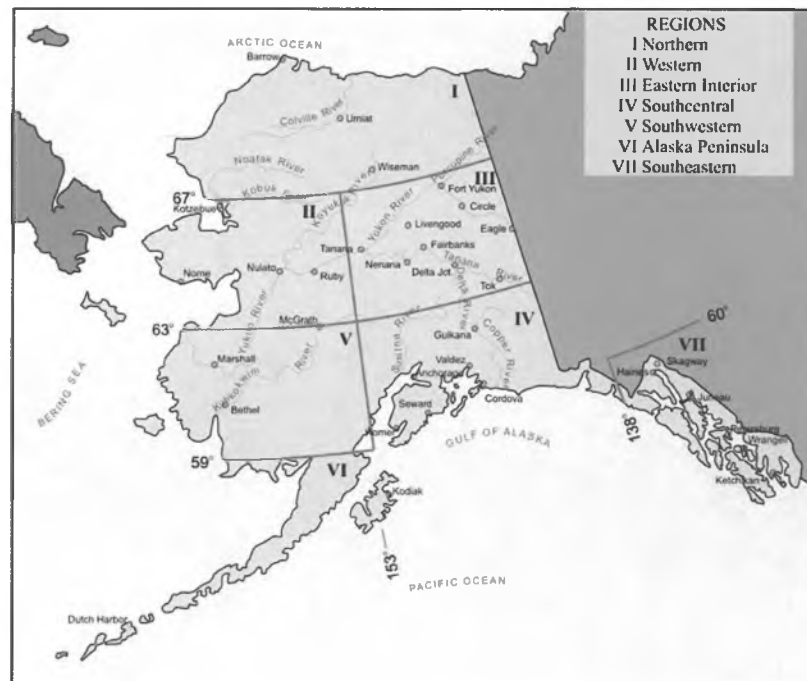 REGIONS
I Northern
II Western
III Eastern Interior
IV Southcentral
V Southwestern
VI Alaska Peninsula
VII Southeastern
ARCTIC OCEAN
Barrow
I
Colville River
Umiat
Noatak River
Wiseman
Porcupine River
Kobuk
67°
Kotzebue
II
Koyukuk River
III
Fort Yukon
Circle
Yukon River
Livengood
Eagle
Fairbanks
Tanana
Nenana
Delta Jct.
Tanana River
Nome
Nulato
Ruby
Tok
Delta River
63°
McGrath
Yukon River
V
Susitna River
IV
Gulkana
Copper River
Marshall
Kuskokwim River
Bethel
Valdez
Anchorage
Seward
Cordova
Homer
GULF OF ALASKA
BERING SEA
60°
VII
Skagway
Haines
Juneau
138°
Petersburg
Wrangell
Ketchikan
59°
VI
Kodiak
153°
PACIFIC OCEAN
Dutch Harbor